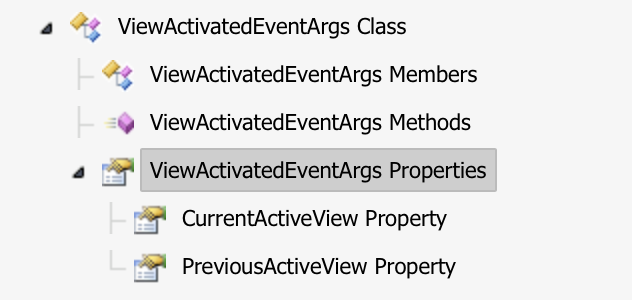 ViewActivatedEventArgs Class
ViewActivatedEventArgs Members
ViewActivatedEventArgs Methods
ViewActivatedEventArgs Properties
CurrentActiveView Property
PreviousActiveView Property